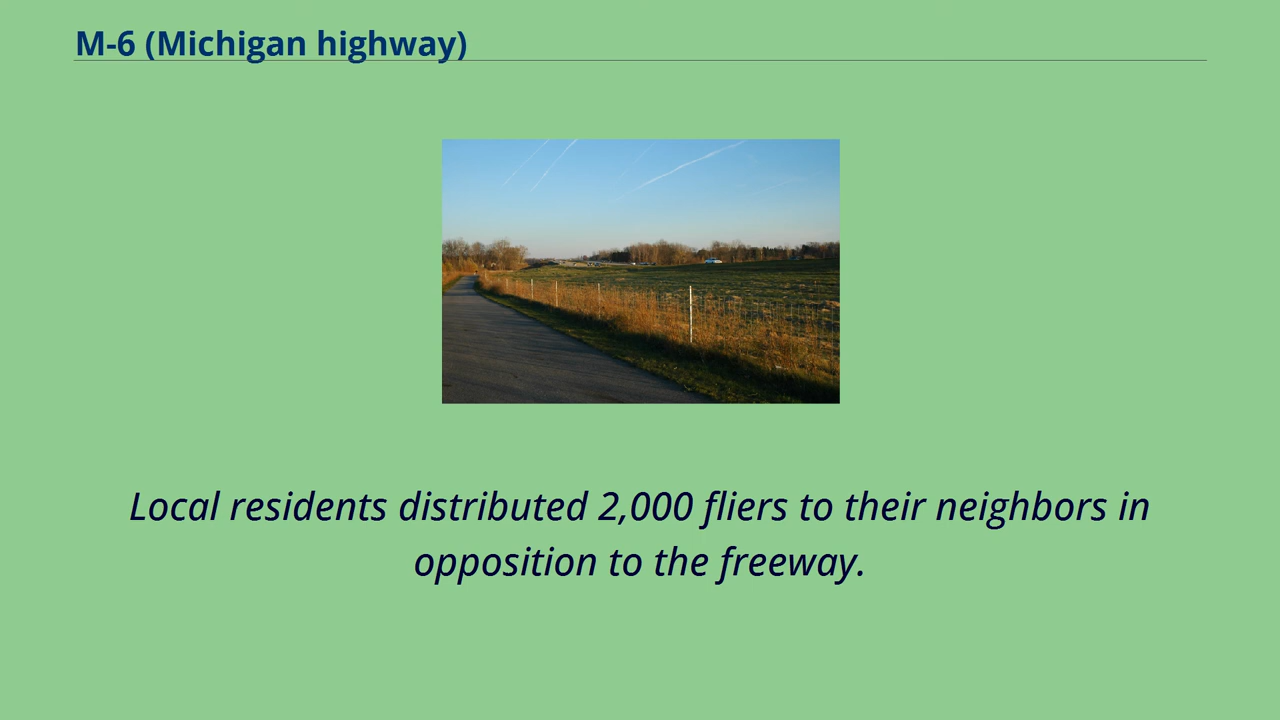 M-6 (Michigan highway)
Local residents distributed 2,000 fliers to their neighbors in
opposition to the freeway.